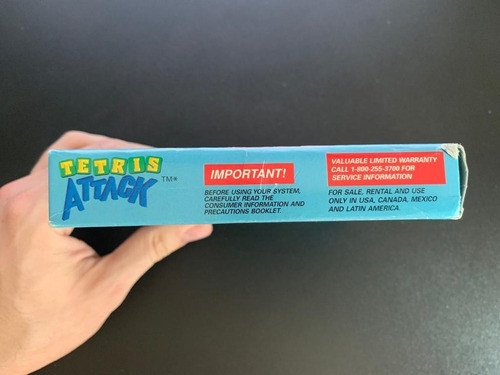 TETRIS
ATTACK TM*
IMPORTANT!
BEFORE USING YOUR SYSTEM,
CAREFULLY READ THE
CONSUMER INFORMATION AND
PRECAUTIONS BOOKLET.
VALUABLE LIMITED WARRANTY
CALL 1-800-255-3700 FOR
SERVICE INFORMATION
FOR SALE, RENTAL AND USE
ONLY IN USA, CANADA, MEXICO
AND LATIN AMERICA.